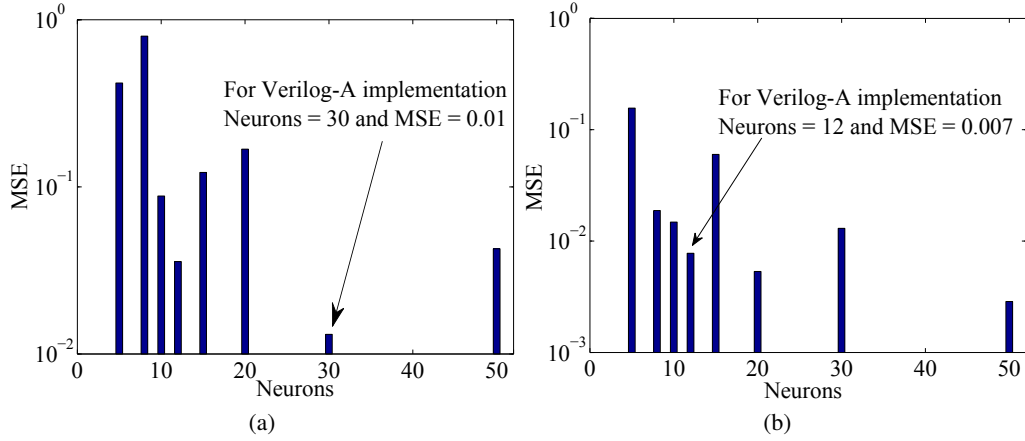 10^0
10^-1
10^-2
MSE
0 10 20 30 40 50
Neurons
For Verilog-A implementation
Neurons = 30 and MSE = 0.01
(a)
10^0
10^-1
10^-2
10^-3
MSE
0 10 20 30 40 50
Neurons
For Verilog-A implementation
Neurons = 12 and MSE = 0.007
(b)